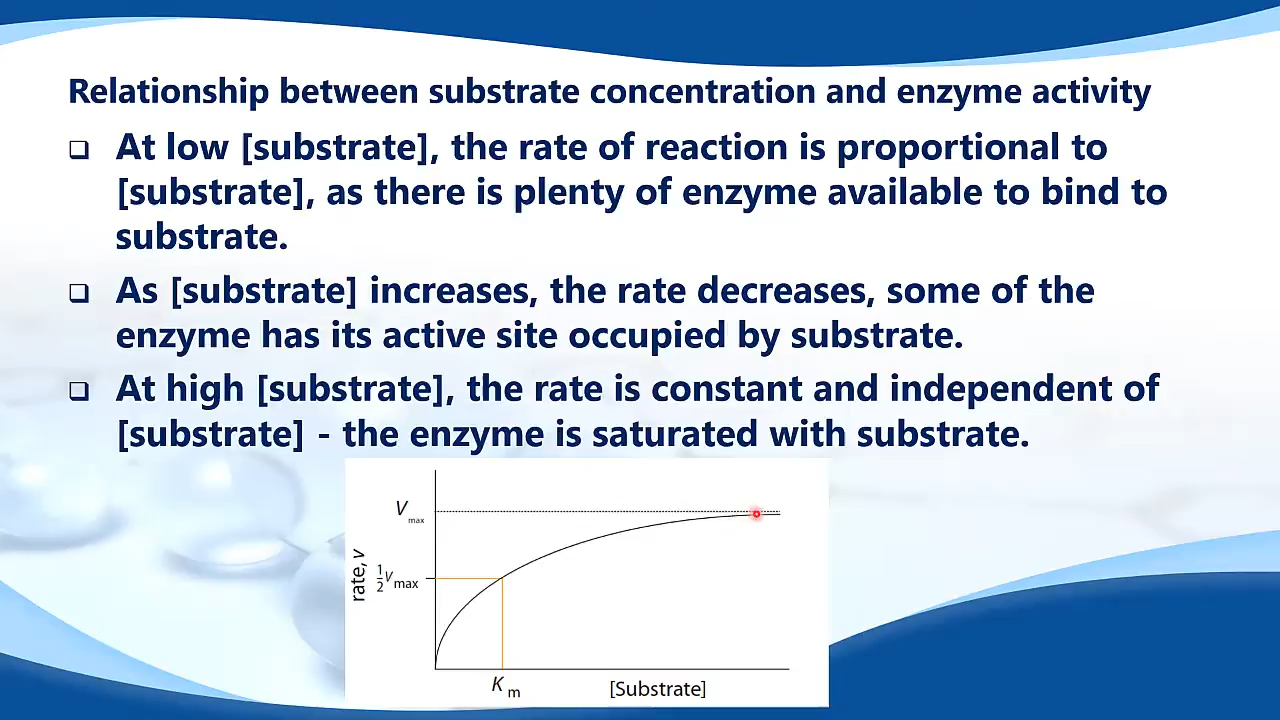 Relationship between substrate concentration and enzyme activity
❑ At low [substrate], the rate of reaction is proportional to
[substrate], as there is plenty of enzyme available to bind to
substrate.
❑ As [substrate] increases, the rate decreases, some of the
enzyme has its active site occupied by substrate.
❑ At high [substrate], the rate is constant and independent of
[substrate] - the enzyme is saturated with substrate.
Vmax
rate, v
1/2 Vmax
Km
[Substrate]